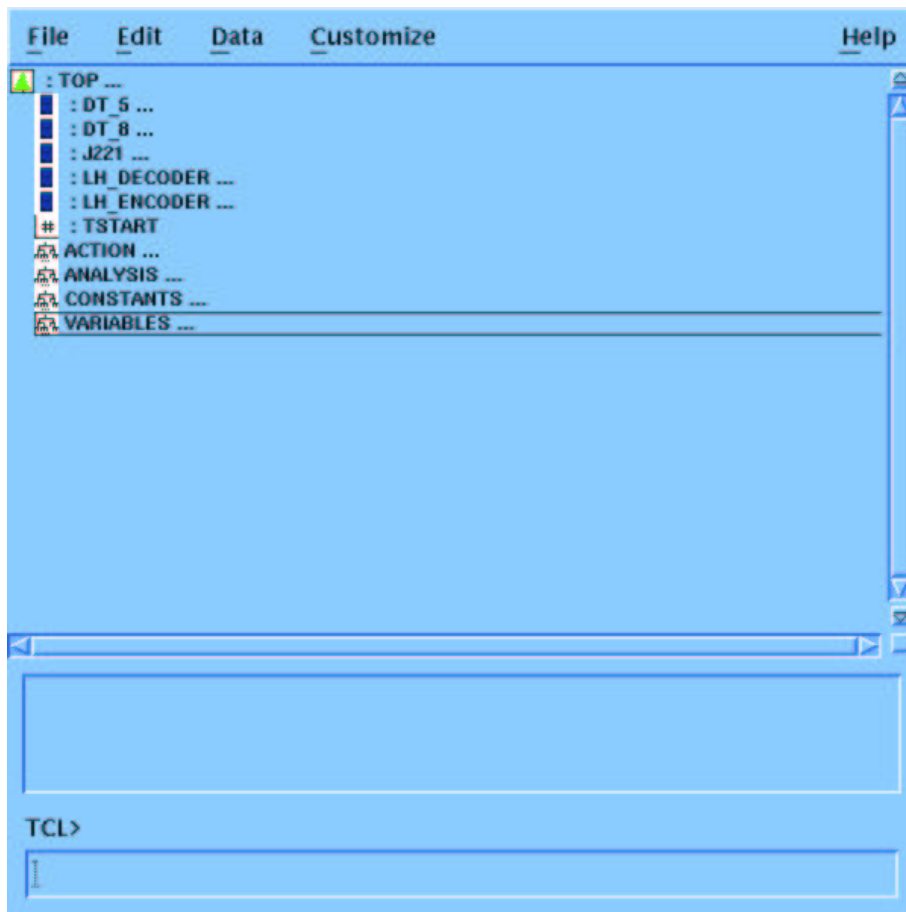 File Edit Data Customize Help
: TOP ...
: DT_5 ...
: DT_8 ...
: J221 ...
: LH_DECODER ...
: LH_ENCODER ...
# : TSTART
ACTION ...
ANALYSIS ...
CONSTANTS ...
VARIABLES ...
TCL>